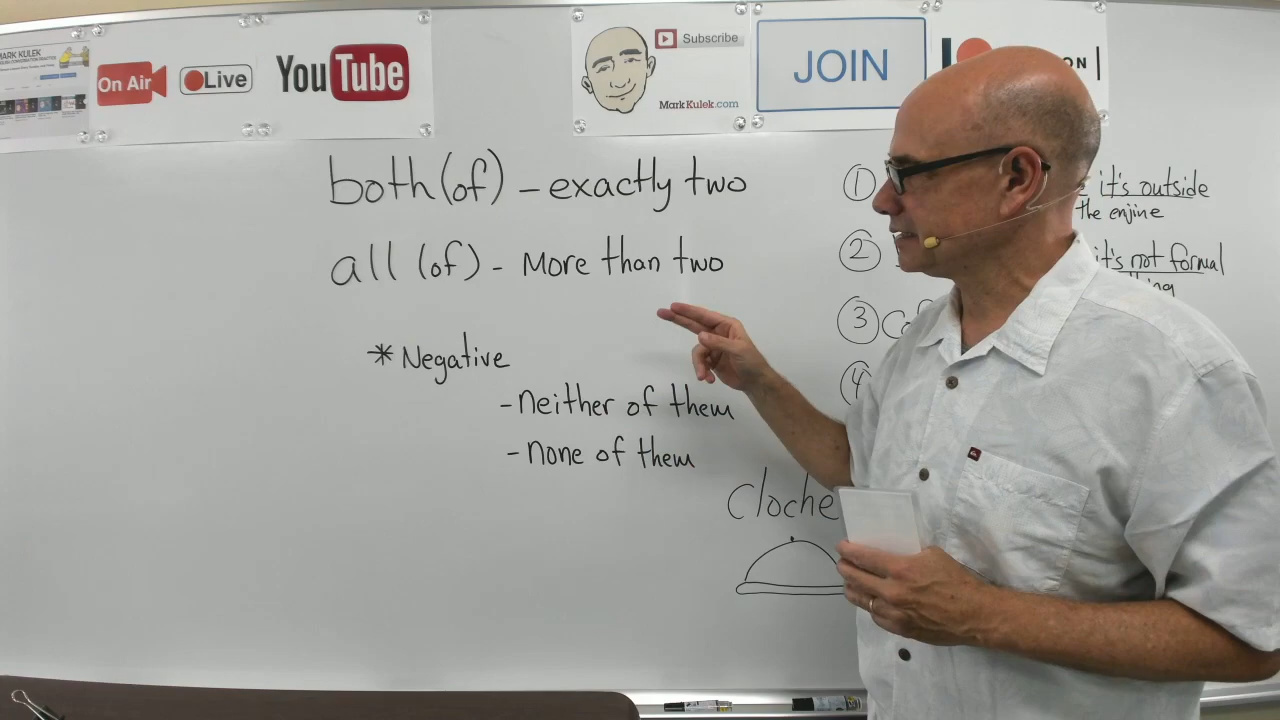 MARK KULEK
On Air
Live
YouTube
Subscribe
MarkKulek.com
JOIN
ON
both (of) - exactly two
all (of) - More than two
* Negative
- neither of them
- none of them
Cloche
① it's outside
the enjine
② it's not formal
③
④